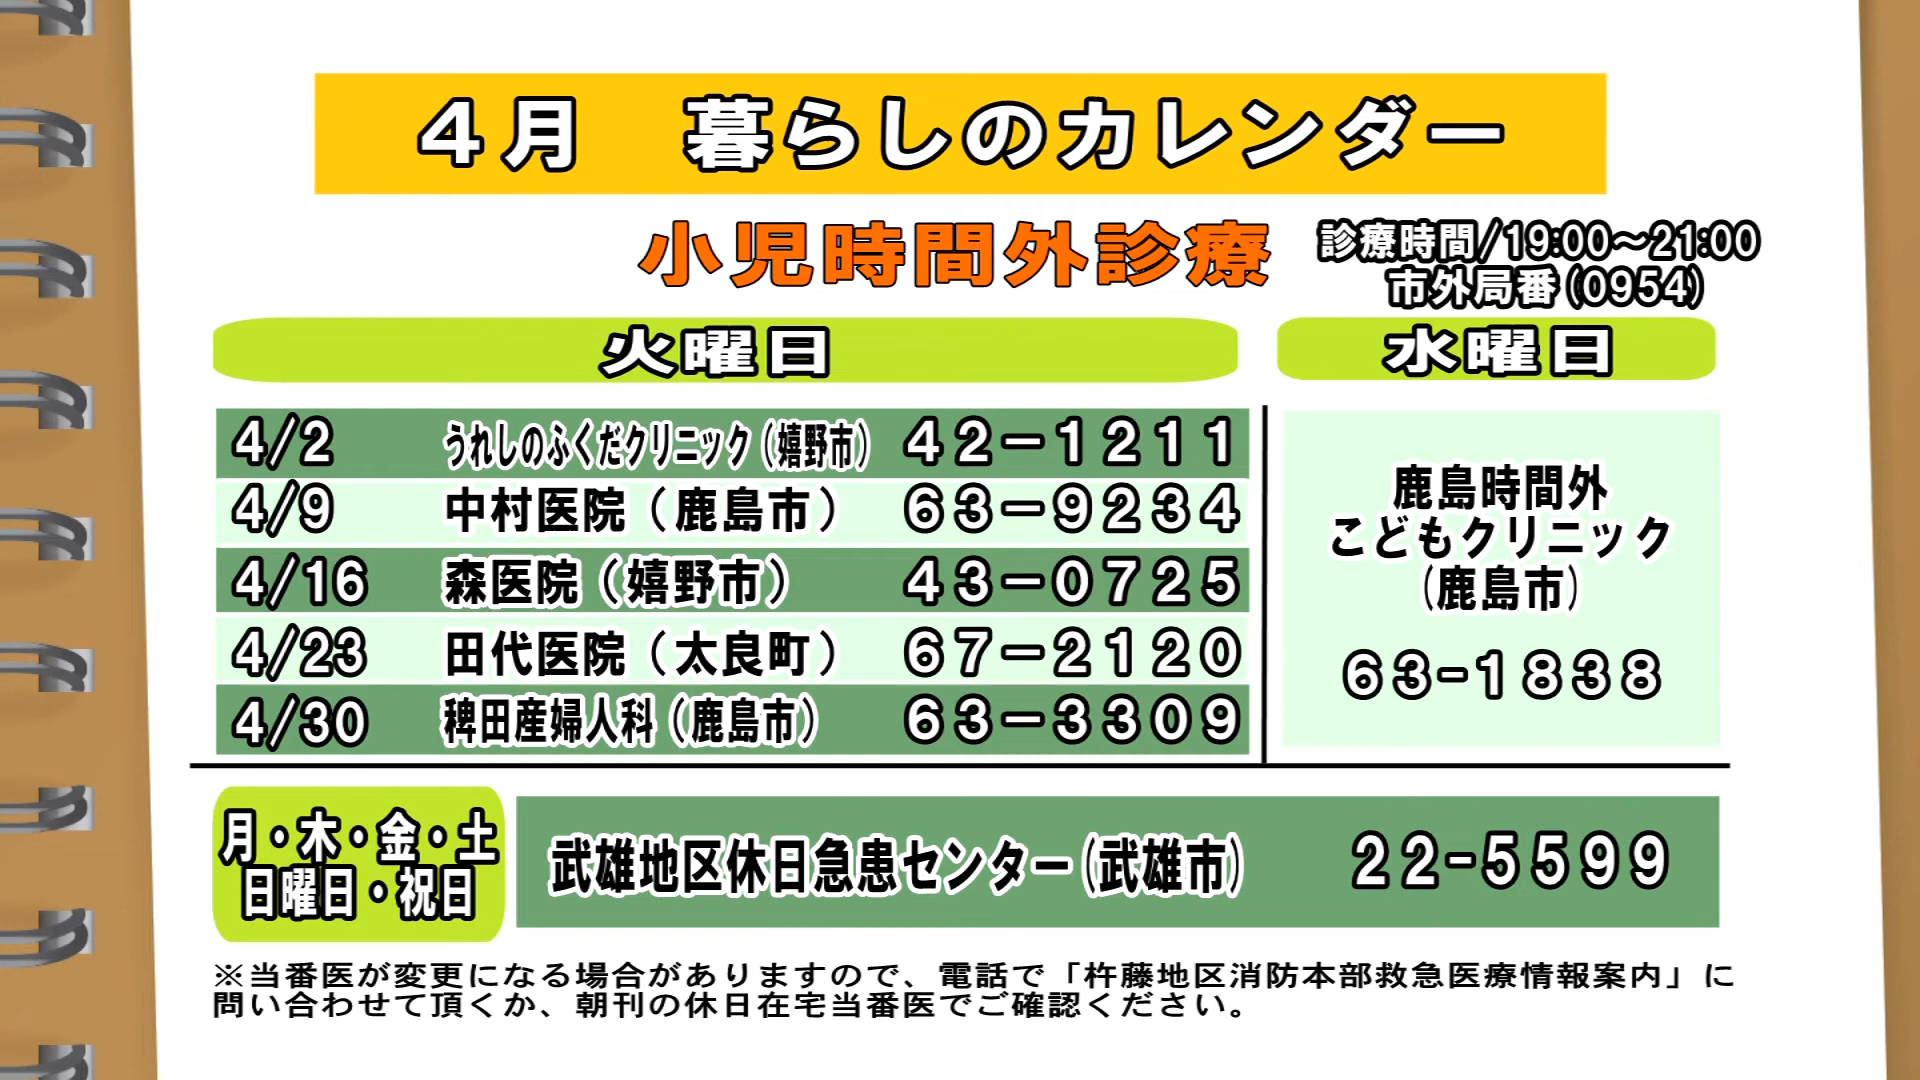 4月 暮らしのカレンダー
小児時間外診療
診療時間/19:00～21:00
市外局番(0954)
火曜日
4/2 うれしのふくだクリニック(嬉野市) 42-1211
4/9 中村医院(鹿島市) 63-9234
4/16 森医院(嬉野市) 43-0725
4/23 田代医院(太良町) 67-2120
4/30 稗田産婦人科(鹿島市) 63-3309
水曜日
鹿島時間外
こどもクリニック
(鹿島市)
63-1838
月・木・金・土
日曜日・祝日
武雄地区休日急患センター(武雄市) 22-5599
※当番医が変更になる場合がありますので、電話で「杵藤地区消防本部救急医療情報案内」に
問い合わせて頂くか、朝刊の休日在宅当番医でご確認ください。